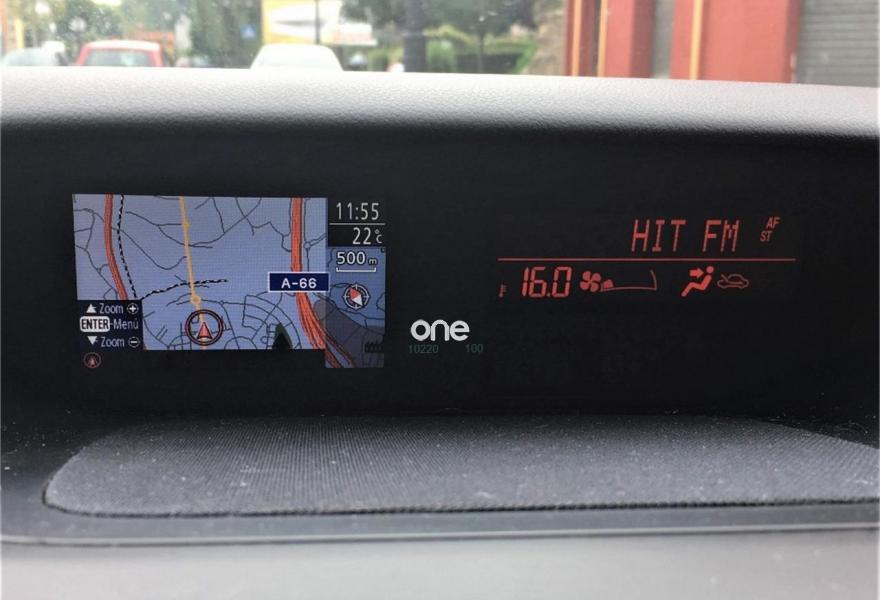 11:55
22°c
500 m
A-66
▲ Zoom +
ENTER-Menú
▼ Zoom −
HIT FM AF
ST
16.0
one
10220 100